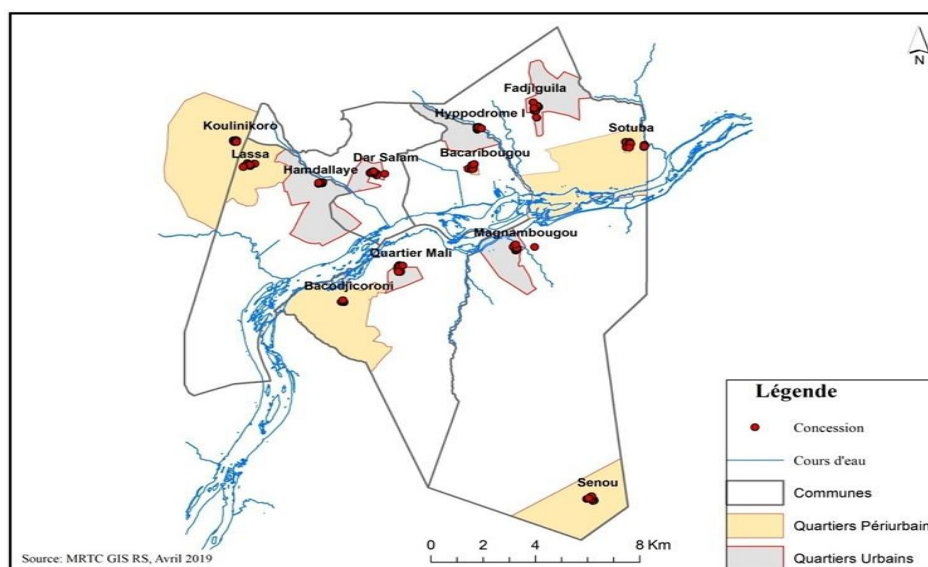 N
Fadjiguila
Hyppodrome I
Sotuba
Koulinikoro
Lassa
Dar Salam
Bacaribougou
Hamdallaye
Magnambougou
Quartier Mali
Bacodjicoroni
Senou
Légende
Concession
Cours d'eau
Communes
Quartiers Périurbain
Quartiers Urbains
0 2 4 8 Km
Source: MRTC GIS RS, Avril 2019